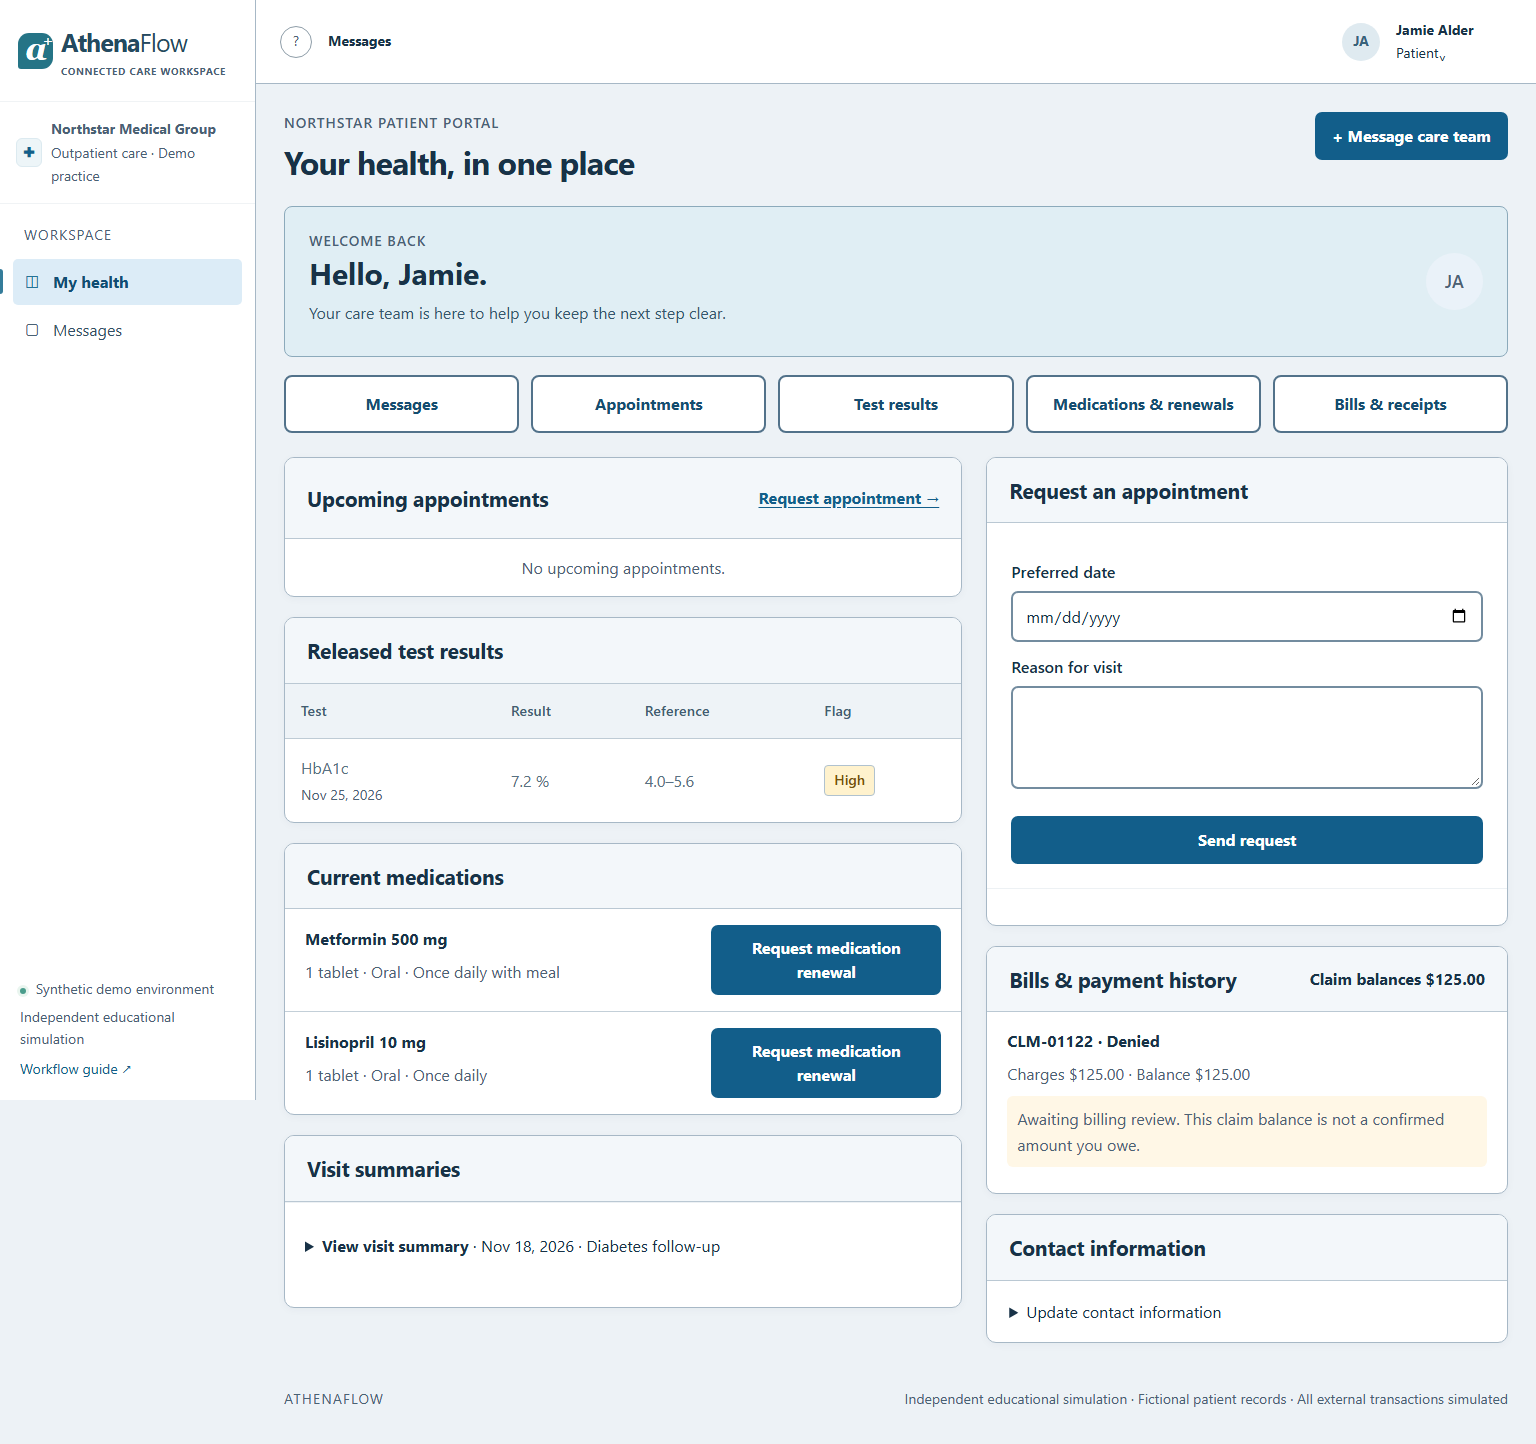 AthenaFlow
CONNECTED CARE WORKSPACE
Northstar Medical Group
Outpatient care · Demo
practice
WORKSPACE
My health
Messages
Synthetic demo environment
Independent educational
simulation
Workflow guide ↗
? Messages
JA
Jamie Alder
Patient
NORTHSTAR PATIENT PORTAL
Your health, in one place
+ Message care team
WELCOME BACK
Hello, Jamie.
Your care team is here to help you keep the next step clear.
JA
Messages
Appointments
Test results
Medications & renewals
Bills & receipts
Upcoming appointments
Request appointment →
No upcoming appointments.
Released test results
Test Result Reference Flag
HbA1c
Nov 25, 2026
7.2 % 4.0–5.6 High
Current medications
Metformin 500 mg
1 tablet · Oral · Once daily with meal
Request medication
renewal
Lisinopril 10 mg
1 tablet · Oral · Once daily
Request medication
renewal
Visit summaries
View visit summary · Nov 18, 2026 · Diabetes follow-up
Request an appointment
Preferred date
mm/dd/yyyy
Reason for visit
Send request
Bills & payment history
Claim balances $125.00
CLM-01122 · Denied
Charges $125.00 · Balance $125.00
Awaiting billing review. This claim balance is not a confirmed
amount you owe.
Contact information
Update contact information
ATHENAFLOW
Independent educational simulation · Fictional patient records · All external transactions simulated